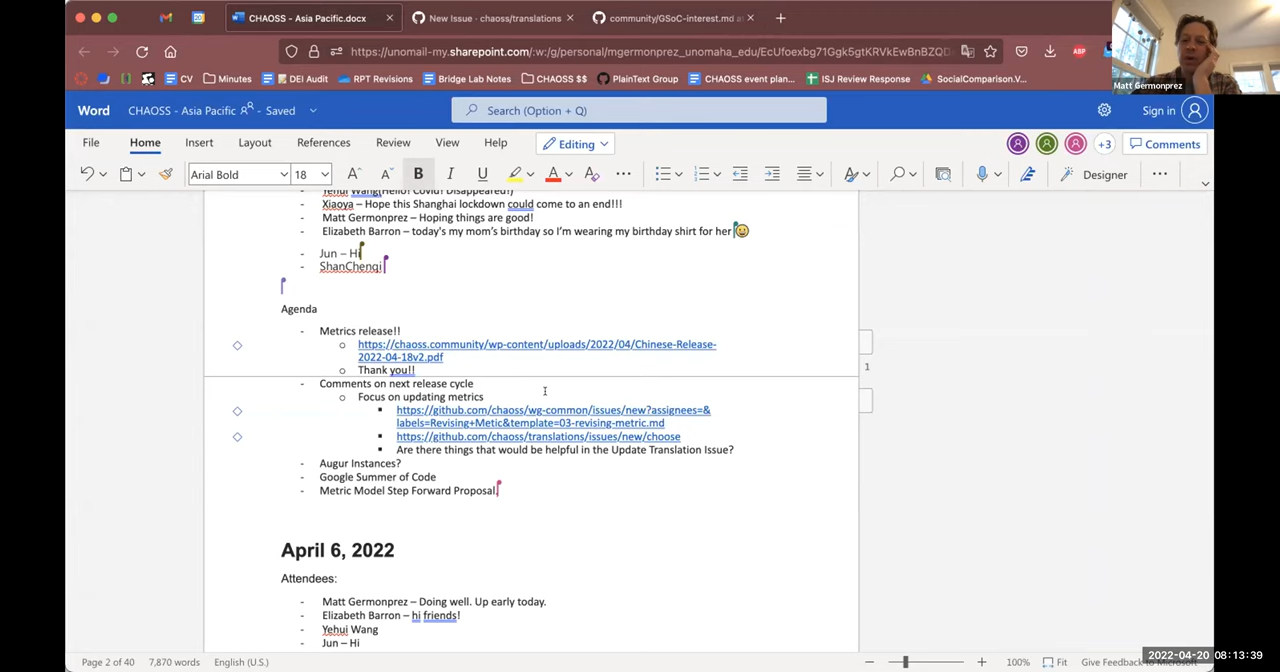 CHAOSS - Asia Pacific.docx
New Issue · chaoss/translations
community/GSoC-interest.md at
https://unomail-my.sharepoint.com/:w:/g/personal/mgermonprez_unomaha_edu/EcUfoexbg71Ggk5gtKRVkEwBnBZQD
ABP
Matt Germonprez
CV
Minutes
DEI Audit
RPT Revisions
Bridge Lab Notes
CHAOSS $$
PlainText Group
CHAOSS event plan...
ISJ Review Response
SocialComparison.V...
Word
CHAOSS - Asia Pacific - Saved
Search (Option + Q)
Sign in
File
Home
Insert
Layout
References
Review
View
Help
Editing
+3
Comments
Arial Bold
18
B
I
U
Designer
- Yehui Wang(Hello! Covid! Disappeared!)
- Xiaoya – Hope this Shanghai lockdown could come to an end!!!
- Matt Germonprez – Hoping things are good!
- Elizabeth Barron – today's my mom's birthday so I'm wearing my birthday shirt for her 🙂
- Jun – Hi
- ShanChenqi
Agenda
- Metrics release!!
o https://chaoss.community/wp-content/uploads/2022/04/Chinese-Release-
2022-04-18v2.pdf
o Thank you!!
1
- Comments on next release cycle
o Focus on updating metrics
▪ https://github.com/chaoss/wg-common/issues/new?assignees=&
labels=Revising+Metic&template=03-revising-metric.md
▪ https://github.com/chaoss/translations/issues/new/choose
▪ Are there things that would be helpful in the Update Translation Issue?
- Augur Instances?
- Google Summer of Code
- Metric Model Step Forward Proposal.
April 6, 2022
Attendees:
- Matt Germonprez – Doing well. Up early today.
- Elizabeth Barron – hi friends!
- Yehui Wang
- Jun – Hi
Page 2 of 40
7,870 words
English (U.S.)
100%
Fit
Give Feedback to Microsoft
2022-04-20 08:13:39